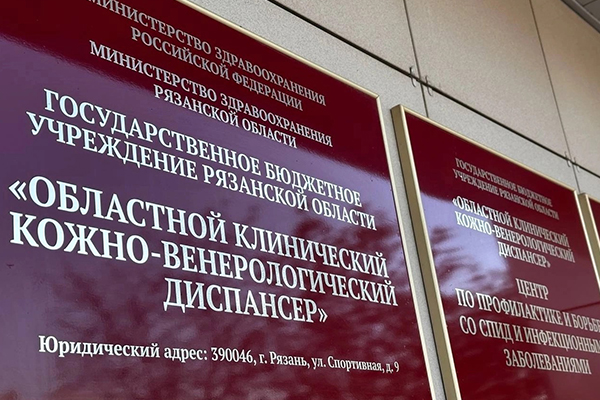 МИНИСТЕРСТВО ЗДРАВООХРАНЕНИЯ
РОССИЙСКОЙ ФЕДЕРАЦИИ
МИНИСТЕРСТВО ЗДРАВООХРАНЕНИЯ
РЯЗАНСКОЙ ОБЛАСТИ
ГОСУДАРСТВЕННОЕ БЮДЖЕТНОЕ
УЧРЕЖДЕНИЕ РЯЗАНСКОЙ ОБЛАСТИ
«ОБЛАСТНОЙ КЛИНИЧЕСКИЙ
КОЖНО-ВЕНЕРОЛОГИЧЕСКИЙ
ДИСПАНСЕР»
Юридический адрес: 390046, г. Рязань, ул. Спортивная, д. 9
ГОСУДАРСТВЕННОЕ БЮДЖЕТНОЕ
УЧРЕЖДЕНИЕ РЯЗАНСКОЙ ОБЛАСТИ
«ОБЛАСТНОЙ КЛИНИЧЕСКИЙ
КОЖНО-ВЕНЕРОЛОГИЧЕСКИЙ
ДИСПАНСЕР»
ЦЕНТР
ПО ПРОФИЛАКТИКЕ И БОРЬБЕ
СО СПИД И ИНФЕКЦИОННЫМИ
ЗАБОЛЕВАНИЯМИ